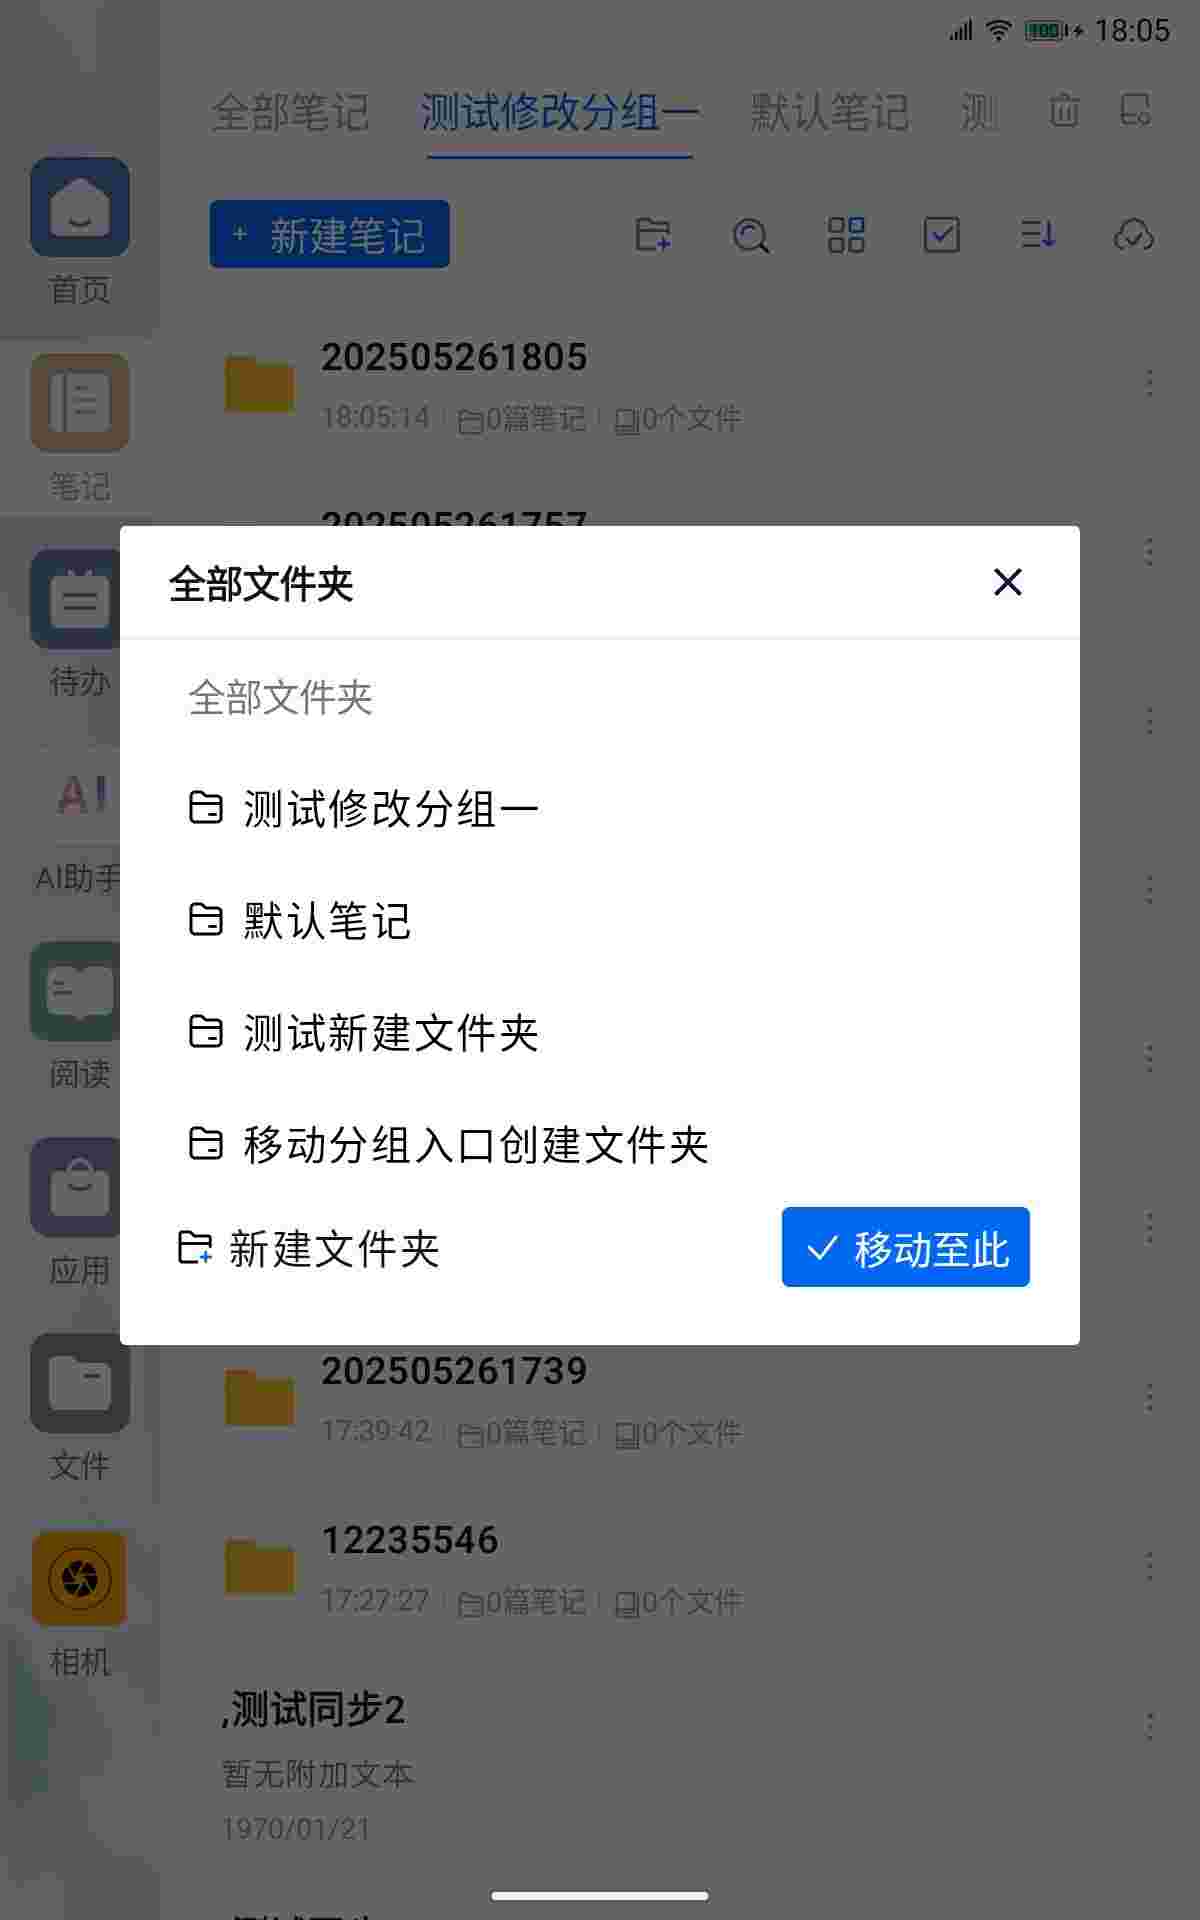 100 18:05
全部笔记 测试修改分组一 默认笔记 测
+ 新建笔记
首页
202505261805
18:05:14 0篇笔记 0个文件
笔记
202505261757
全部文件夹
待办
全部文件夹
AI
测试修改分组一
AI助手
默认笔记
测试新建文件夹
阅读
移动分组入口创建文件夹
新建文件夹 移动至此
应用
202505261739
17:39:42 0篇笔记 0个文件
文件
12235546
17:27:27 0篇笔记 0个文件
相机
,测试同步2
暂无附加文本
1970/01/21